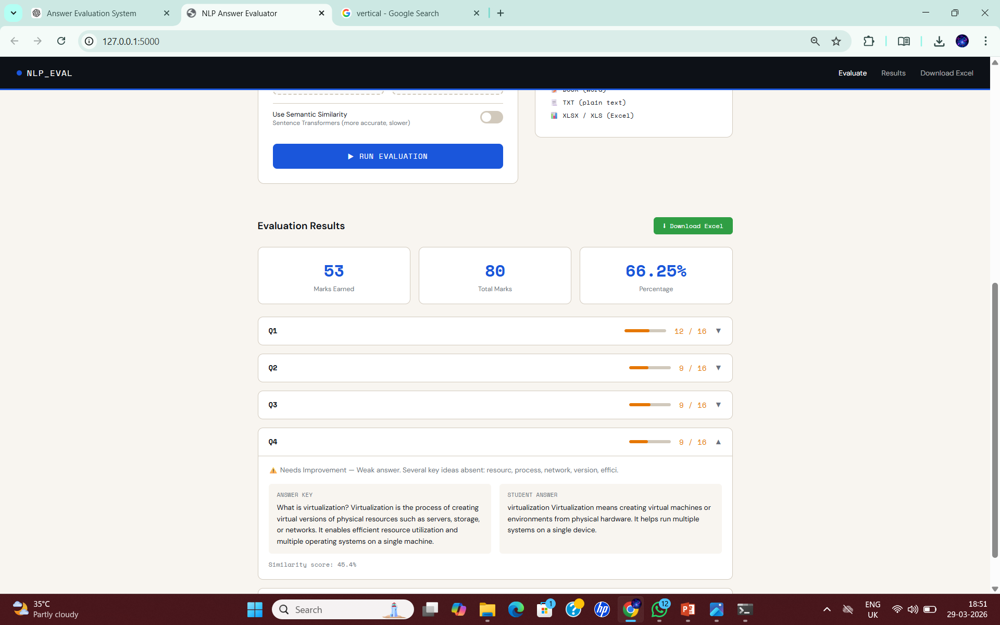 Answer Evaluation System
NLP Answer Evaluator
vertical - Google Search
127.0.0.1:5000
NLP_EVAL
Evaluate
Results
Download Excel
DOCX (Word)
TXT (plain text)
XLSX / XLS (Excel)
Use Semantic Similarity
Sentence Transformers (more accurate, slower)
▶ RUN EVALUATION
Evaluation Results
⬇ Download Excel
53
Marks Earned
80
Total Marks
66.25%
Percentage
Q1
12 / 16
Q2
9 / 16
Q3
9 / 16
Q4
9 / 16
Needs Improvement — Weak answer. Several key ideas absent: resourc, process, network, version, effici.
ANSWER KEY
What is virtualization? Virtualization is the process of creating
virtual versions of physical resources such as servers, storage,
or networks. It enables efficient resource utilization and
multiple operating systems on a single machine.
STUDENT ANSWER
virtualization Virtualization means creating virtual machines or
environments from physical hardware. It helps run multiple
systems on a single device.
Similarity score: 45.4%
35°C
Partly cloudy
Search
1
hp
12
P
ENG
UK
18:51
29-03-2026